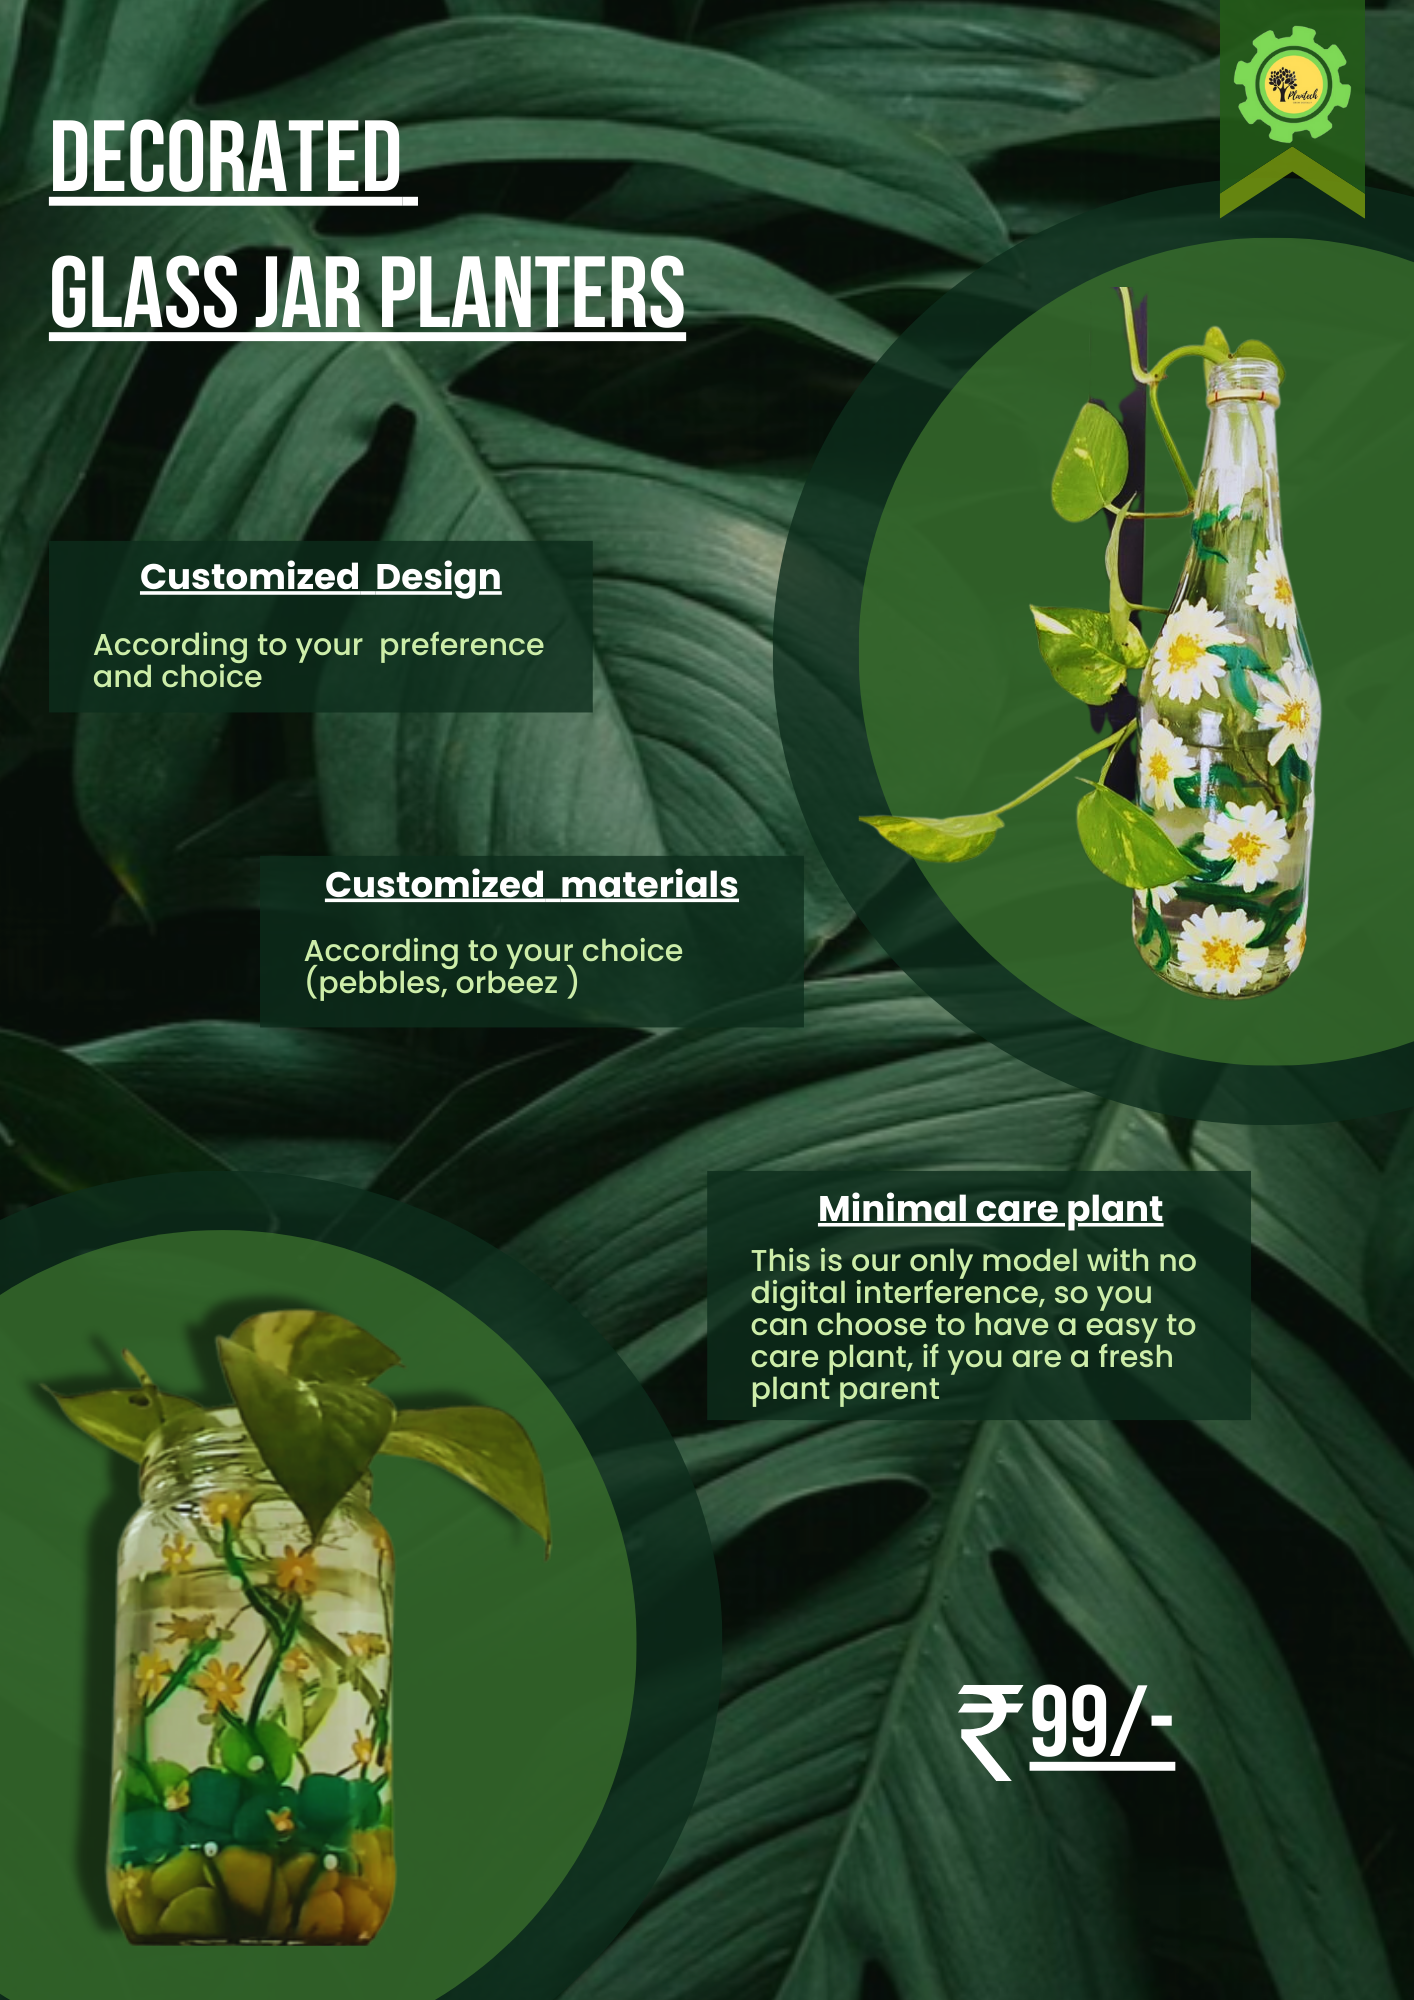 DECORATED
GLASS JAR PLANTERS
Plantech
Customized Design
According to your preference
and choice
Customized materials
According to your choice
(pebbles, orbeez )
Minimal care plant
This is our only model with no
digital interference, so you
can choose to have a easy to
care plant, if you are a fresh
plant parent
₹99/-